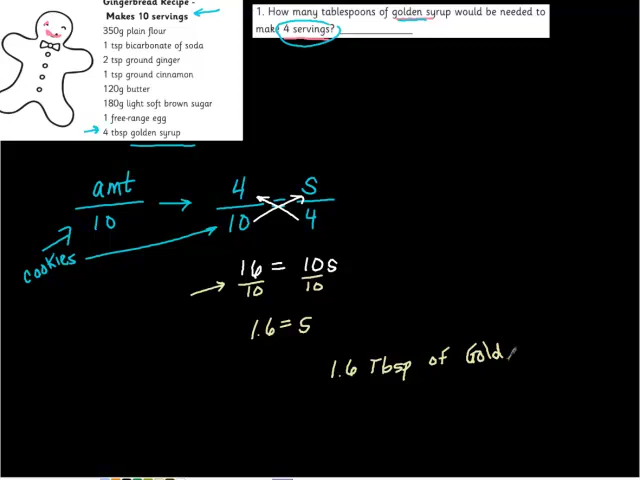 Gingerbread Recipe -
Makes 10 servings
350g plain flour
1 tsp bicarbonate of soda
2 tsp ground ginger
1 tsp ground cinnamon
120g butter
180g light soft brown sugar
1 free-range egg
4 tbsp golden syrup
1. How many tablespoons of golden syrup would be needed to
make 4 servings?
amt
10
cookies
4 = S
10 4
16 = 10s
10 10
1.6 = S
1.6 Tbsp of Gold